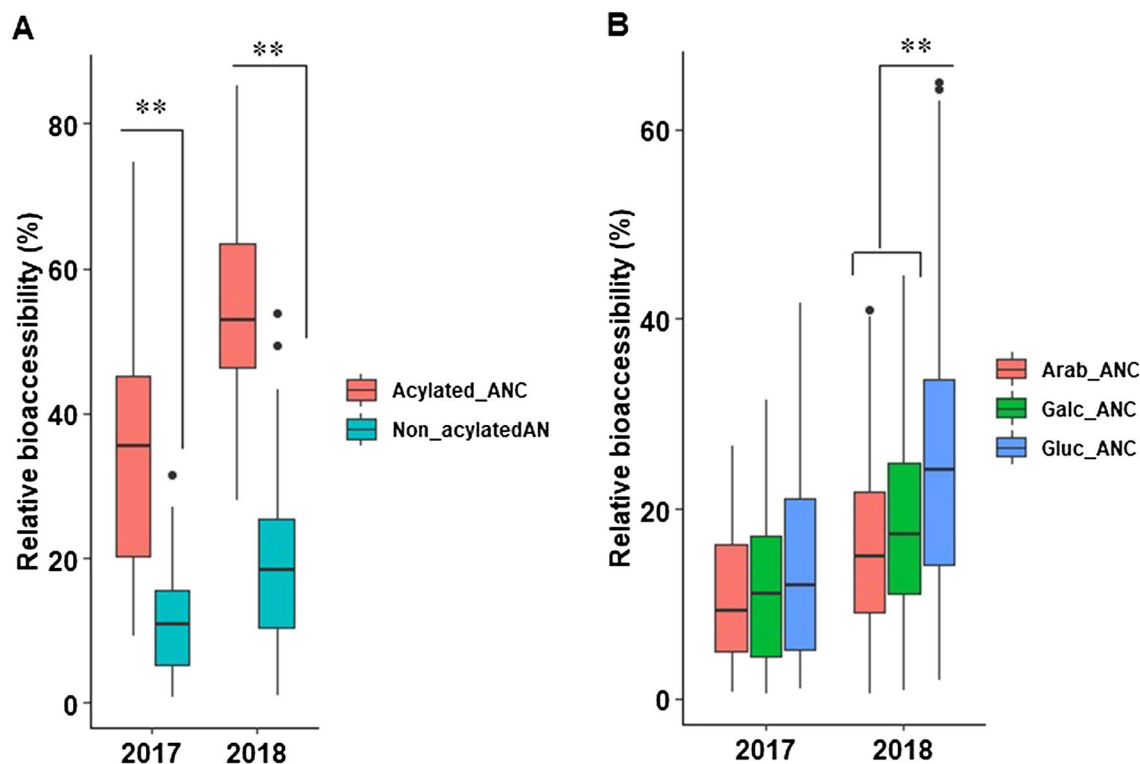 A
**
**
80
60
40
20
0
Relative bioaccessibility (%)
2017
2018
Acylated_ANC
Non_acylatedAN
B
**
60
40
20
0
Relative bioaccessibility (%)
2017
2018
Arab_ANC
Galc_ANC
Gluc_ANC